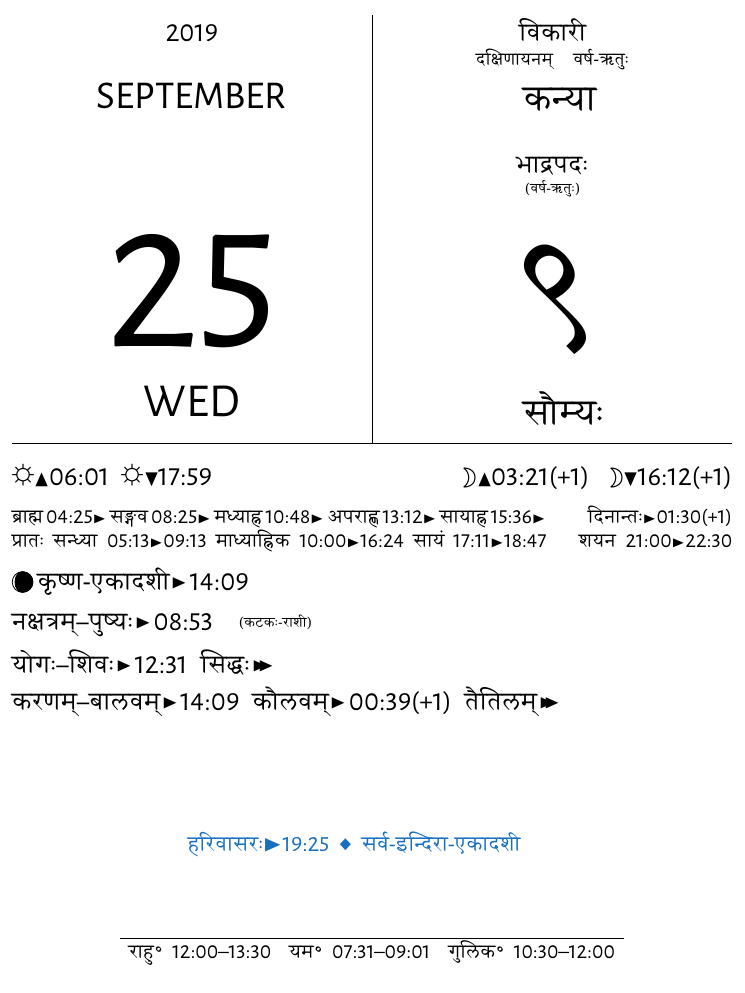 2019
SEPTEMBER
25
WED
विकारी
दक्षिणायनम् वर्ष-ऋतुः
कन्या
भाद्रपदः
(वर्ष-ऋतुः)
९
सौम्यः
☼▲06:01 ☼▼17:59 ☽▲03:21(+1) ☽▼16:12(+1)
ब्राह्म 04:25► सङ्गव 08:25► मध्याह्न 10:48► अपराह्ण 13:12► सायाह्न 15:36► दिनान्तः►01:30(+1)
प्रातः सन्ध्या 05:13►09:13 माध्याह्निक 10:00►16:24 सायं 17:11►18:47 शयन 21:00►22:30
कृष्ण-एकादशी►14:09
नक्षत्रम्–पुष्यः►08:53 (कटकः-राशी)
योगः–शिवः►12:31 सिद्धः►►
करणम्–बालवम्►14:09 कौलवम्►00:39(+1) तैतिलम्►►
हरिवासरः►19:25 ◆ सर्व-इन्दिरा-एकादशी
राहु° 12:00–13:30 यम° 07:31–09:01 गुलिक° 10:30–12:00